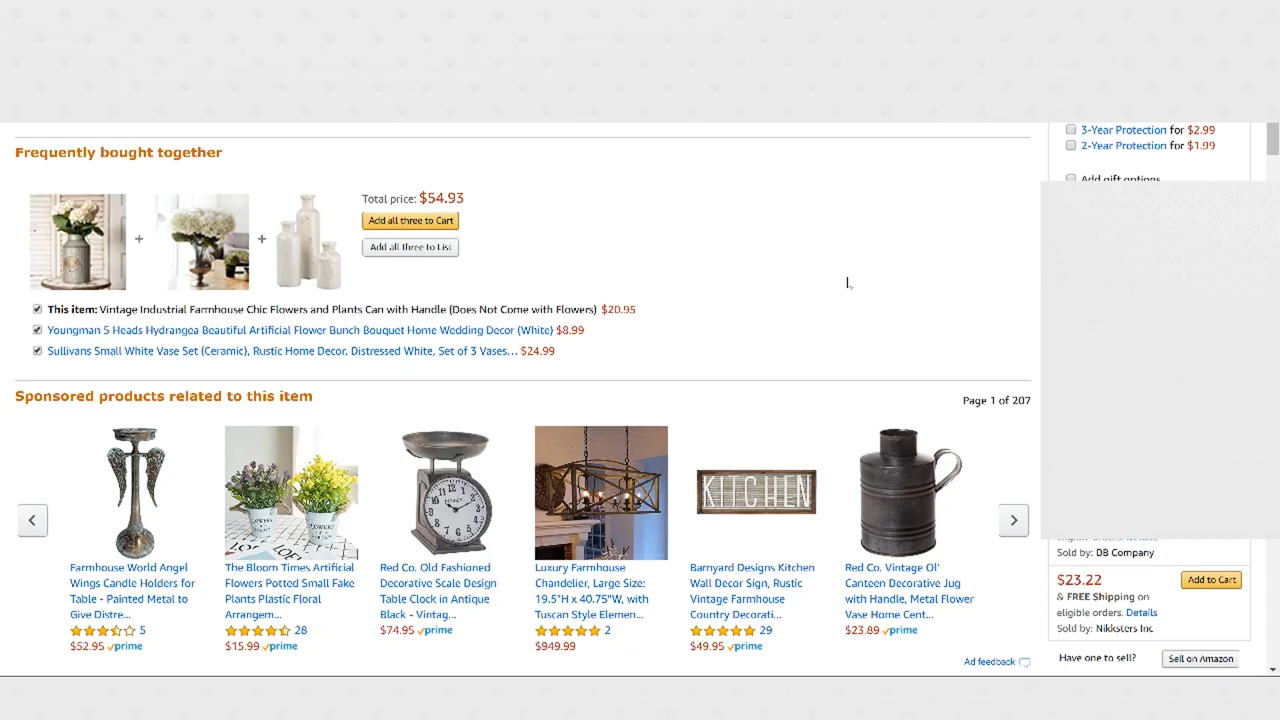 3-Year Protection for $2.99
2-Year Protection for $1.99
Add gift options
Frequently bought together
+
+
Total price: $54.93
Add all three to Cart
Add all three to List
This item: Vintage Industrial Farmhouse Chic Flowers and Plants Can with Handle (Does Not Come with Flowers) $20.95
Youngman 5 Heads Hydrangea Beautiful Artificial Flower Bunch Bouquet Home Wedding Decor (White) $8.99
Sullivans Small White Vase Set (Ceramic), Rustic Home Decor, Distressed White, Set of 3 Vases... $24.99
Sponsored products related to this item
Page 1 of 207
KITCHEN
Farmhouse World Angel
Wings Candle Holders for
Table - Painted Metal to
Give Distre...
5
$52.95 prime
The Bloom Times Artificial
Flowers Potted Small Fake
Plants Plastic Floral
Arrangem...
28
$15.99 prime
Red Co. Old Fashioned
Decorative Scale Design
Table Clock in Antique
Black - Vintag...
$74.95 prime
Luxury Farmhouse
Chandelier, Large Size:
19.5"H x 40.75"W, with
Tuscan Style Elemen...
2
$949.99
Barnyard Designs Kitchen
Wall Decor Sign, Rustic
Vintage Farmhouse
Country Decorati...
29
$49.95 prime
Red Co. Vintage Ol'
Canteen Decorative Jug
with Handle, Metal Flower
Vase Home Cent...
$23.89 prime
Ad feedback
Sold by: DB Company
$23.22
Add to Cart
& FREE Shipping on
eligible orders. Details
Sold by: Nikksters Inc
Have one to sell?
Sell on Amazon